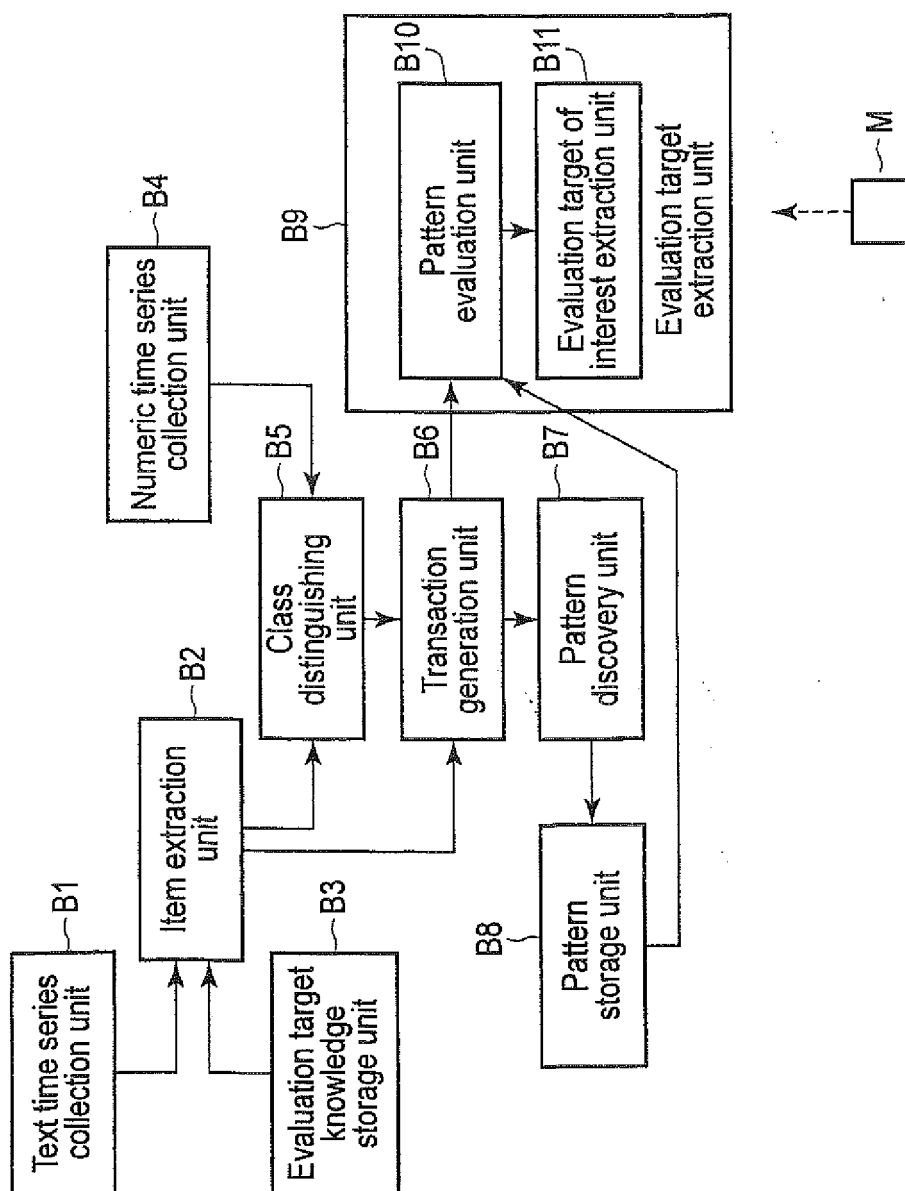 B1
Text time series
collection unit
B2
Item extraction
unit
B3
Evaluation target
knowledge
storage unit
B4
Numeric time series
collection unit
B5
Class
distinguishing
unit
B6
Transaction
generation unit
B7
Pattern
discovery unit
B8
Pattern
storage unit
B9
B10
Pattern
evaluation unit
B11
Evaluation target of
interest extraction unit
Evaluation target
extraction unit
M